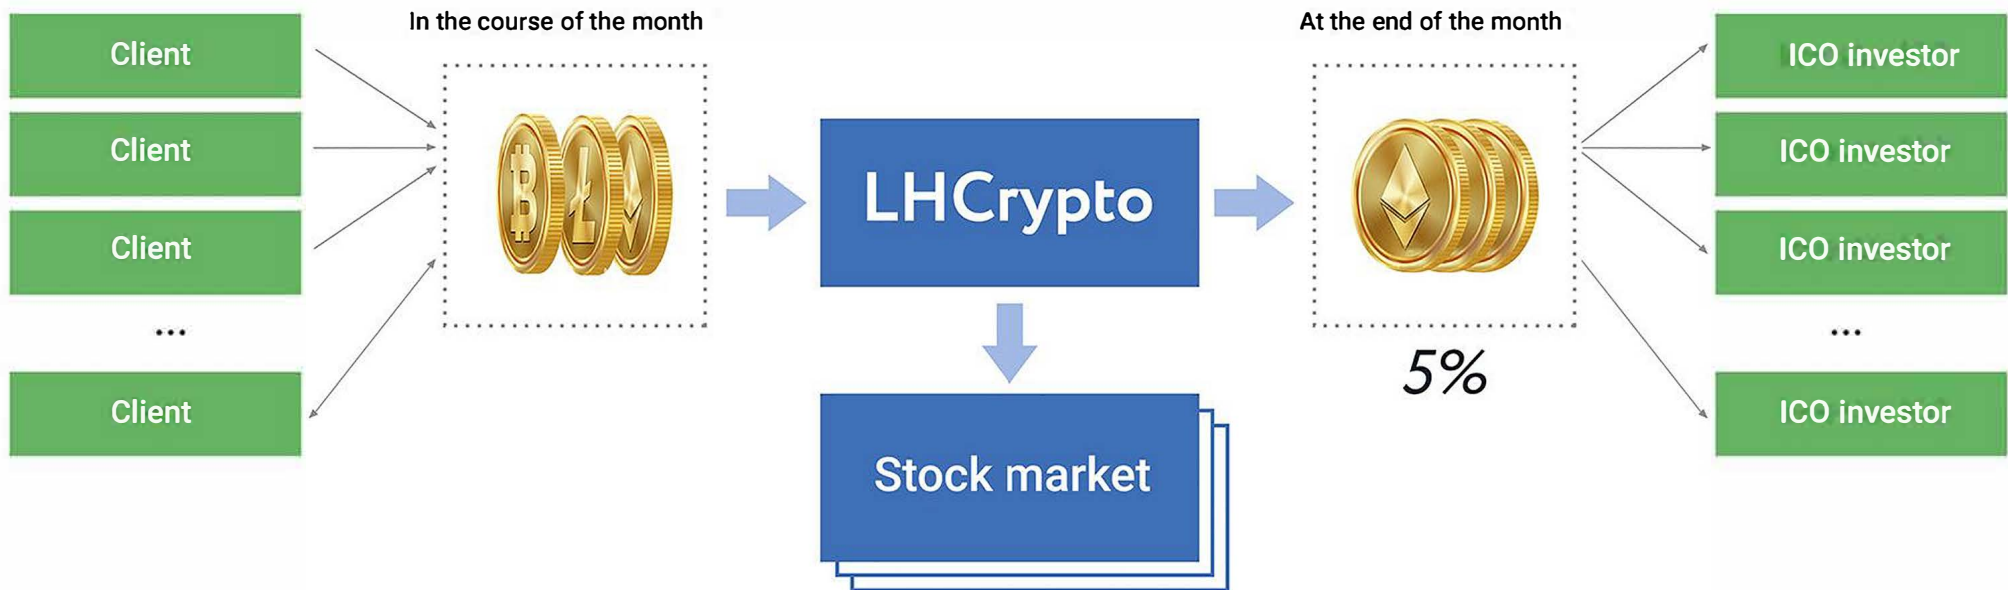 In the course of the month
At the end of the month
Client
Client
Client
...
Client
LHCrypto
Stock market
5%
ICO investor
ICO investor
ICO investor
...
ICO investor